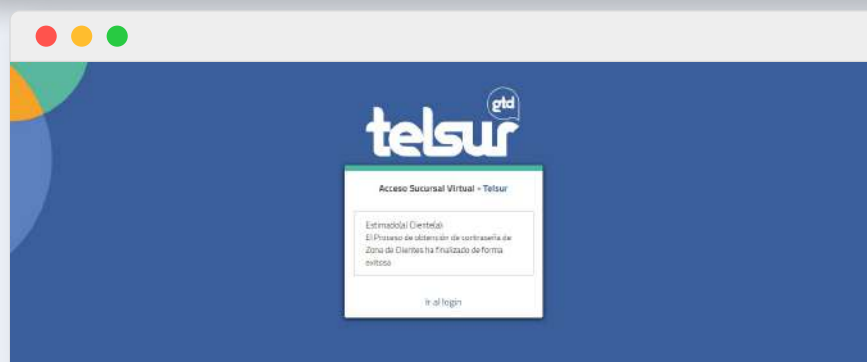 gtd
telsur
Acceso Sucursal Virtual - Telsur
Estimado(a) Cliente(a):
El Proceso de obtención de contraseña de
Zona de Clientes ha finalizado de forma
exitosa
Ir al login